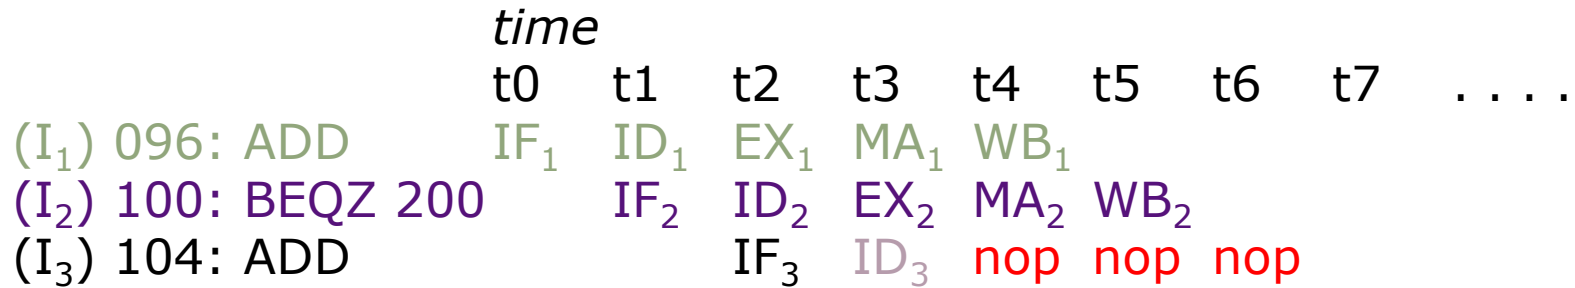 time
t0 t1 t2 t3 t4 t5 t6 t7 . . . .
(I₁) 096: ADD IF₁ ID₁ EX₁ MA₁ WB₁
(I₂) 100: BEQZ 200 IF₂ ID₂ EX₂ MA₂ WB₂
(I₃) 104: ADD IF₃ ID₃ nop nop nop